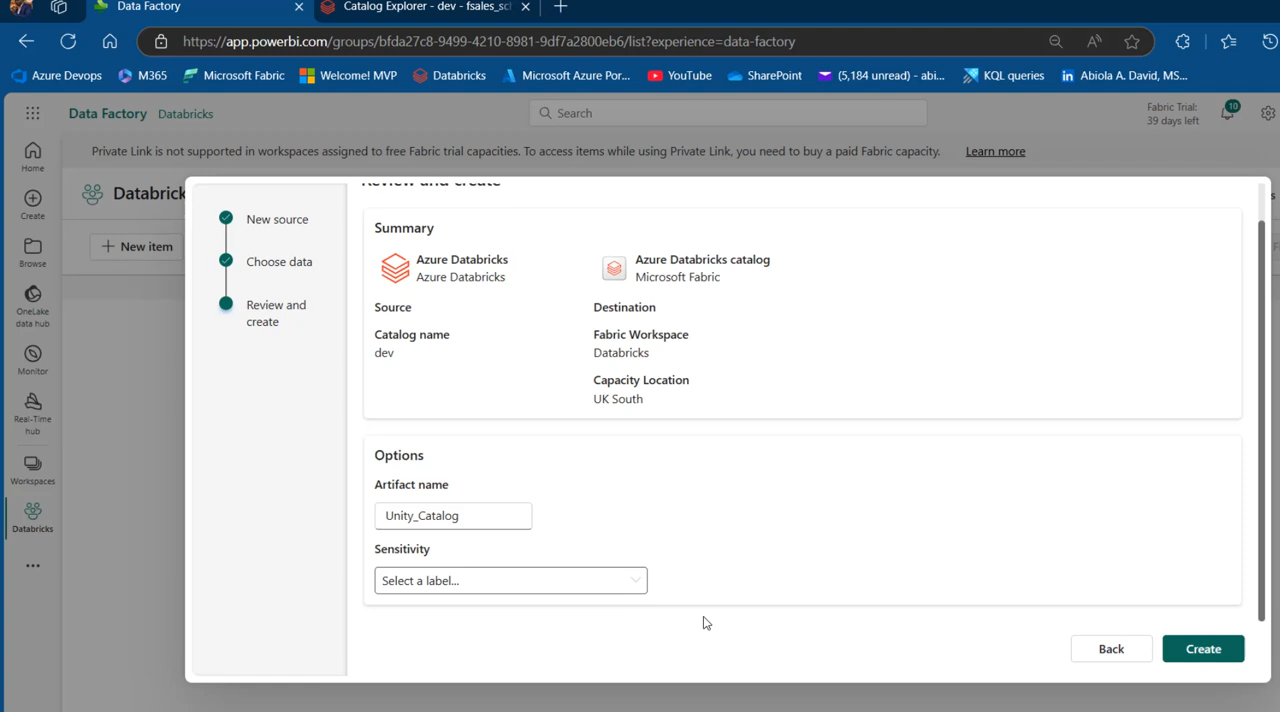 Data Factory
Catalog Explorer - dev - fsales_scl
https://app.powerbi.com/groups/bfda27c8-9499-4210-8981-9df7a2800eb6/list?experience=data-factory
Azure Devops
M365
Microsoft Fabric
Welcome! MVP
Databricks
Microsoft Azure Por...
YouTube
SharePoint
(5,184 unread) - abi...
KQL queries
Abiola A. David, MS...
Data Factory
Databricks
Search
Fabric Trial:
39 days left
10
Private Link is not supported in workspaces assigned to free Fabric trial capacities. To access items while using Private Link, you need to buy a paid Fabric capacity.
Learn more
Home
Create
Browse
OneLake
data hub
Monitor
Real-Time
hub
Workspaces
Databricks
Databrick
New item
New source
Choose data
Review and
create
Review and create
Summary
Azure Databricks
Azure Databricks
Azure Databricks catalog
Microsoft Fabric
Source
Destination
Catalog name
dev
Fabric Workspace
Databricks
Capacity Location
UK South
Options
Artifact name
Unity_Catalog
Sensitivity
Select a label...
Back
Create